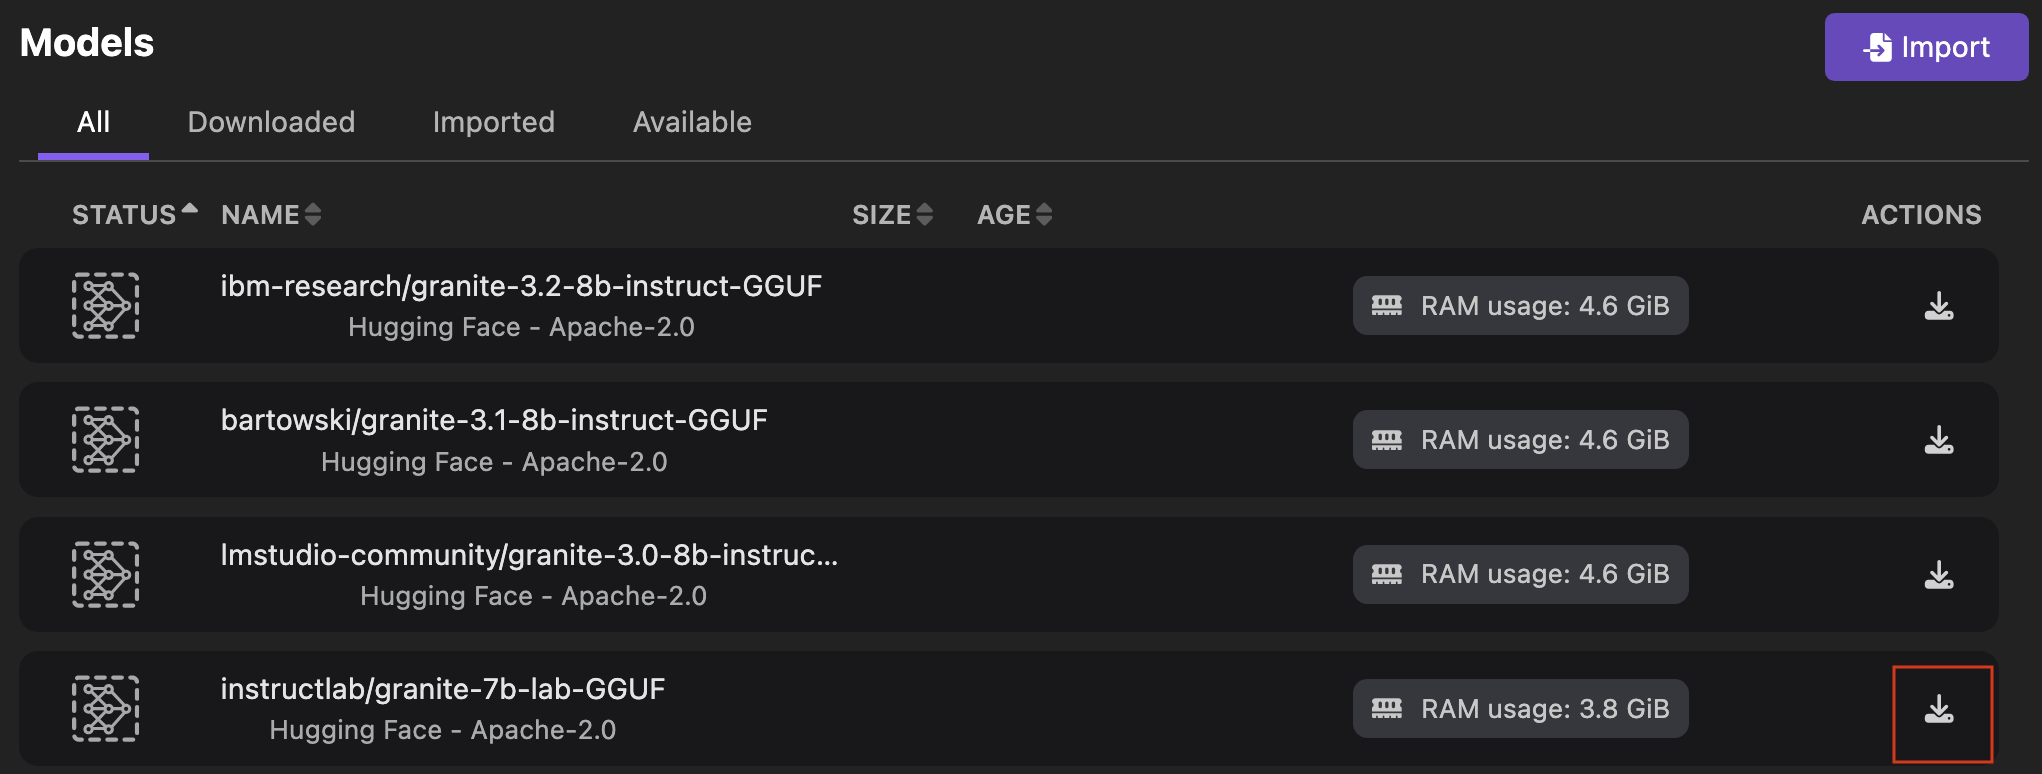 Models
Import
All Downloaded Imported Available
STATUS NAME SIZE AGE ACTIONS
ibm-research/granite-3.2-8b-instruct-GGUF
Hugging Face - Apache-2.0
RAM usage: 4.6 GiB
bartowski/granite-3.1-8b-instruct-GGUF
Hugging Face - Apache-2.0
RAM usage: 4.6 GiB
lmstudio-community/granite-3.0-8b-instruc...
Hugging Face - Apache-2.0
RAM usage: 4.6 GiB
instructlab/granite-7b-lab-GGUF
Hugging Face - Apache-2.0
RAM usage: 3.8 GiB